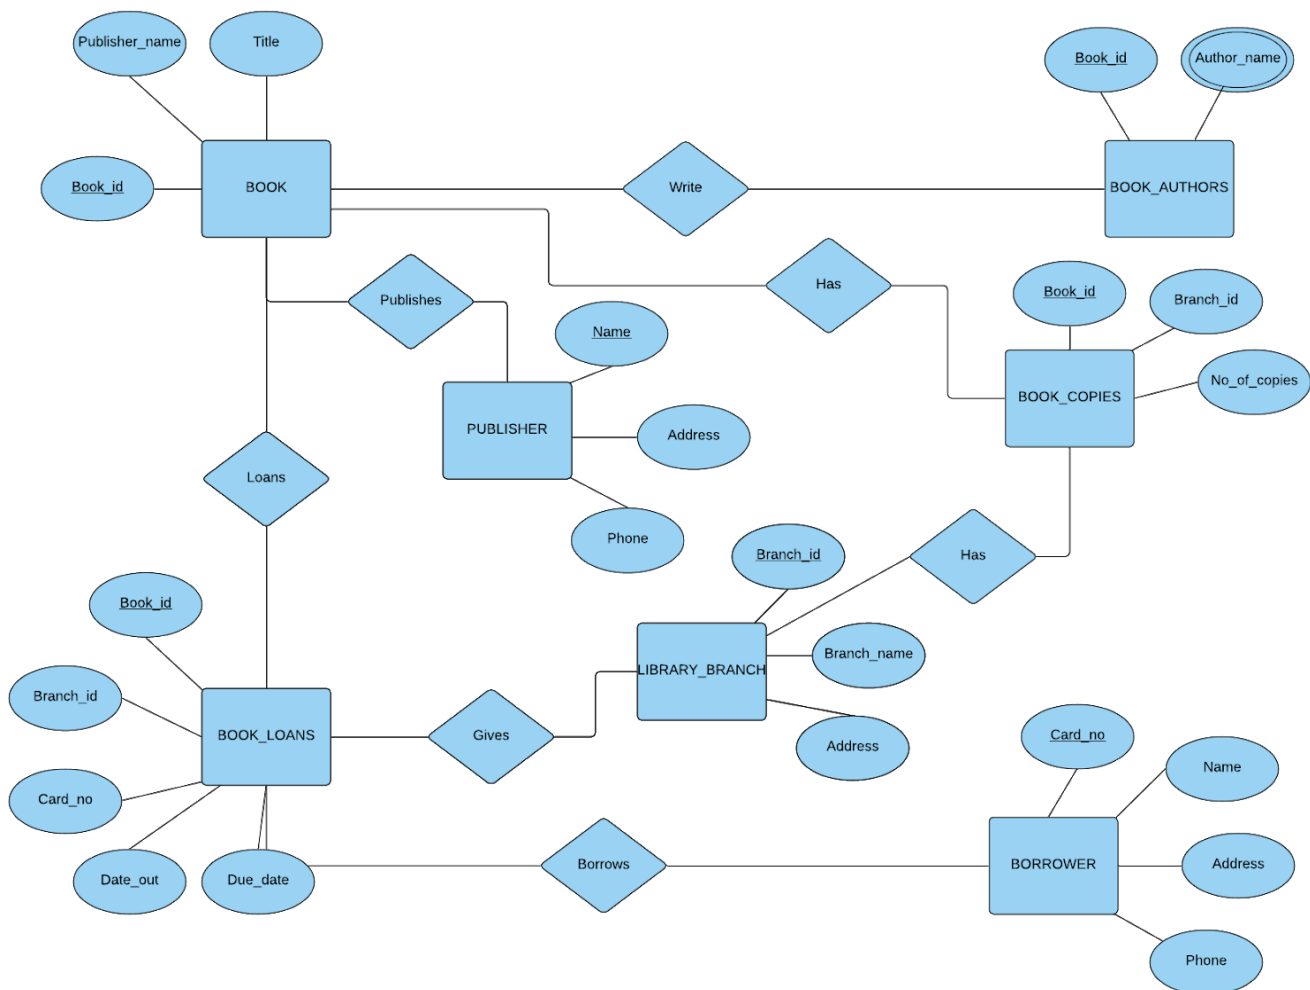 Publisher_name
Title
Book_id
Author_name
Book_id
BOOK
Write
BOOK_AUTHORS
Publishes
Has
Book_id
Branch_id
Name
No_of_copies
BOOK_COPIES
PUBLISHER
Address
Loans
Phone
Branch_id
Has
Book_id
Branch_name
LIBRARY_BRANCH
Branch_id
BOOK_LOANS
Gives
Address
Card_no
Name
Card_no
Date_out
Due_date
Borrows
BORROWER
Address
Phone